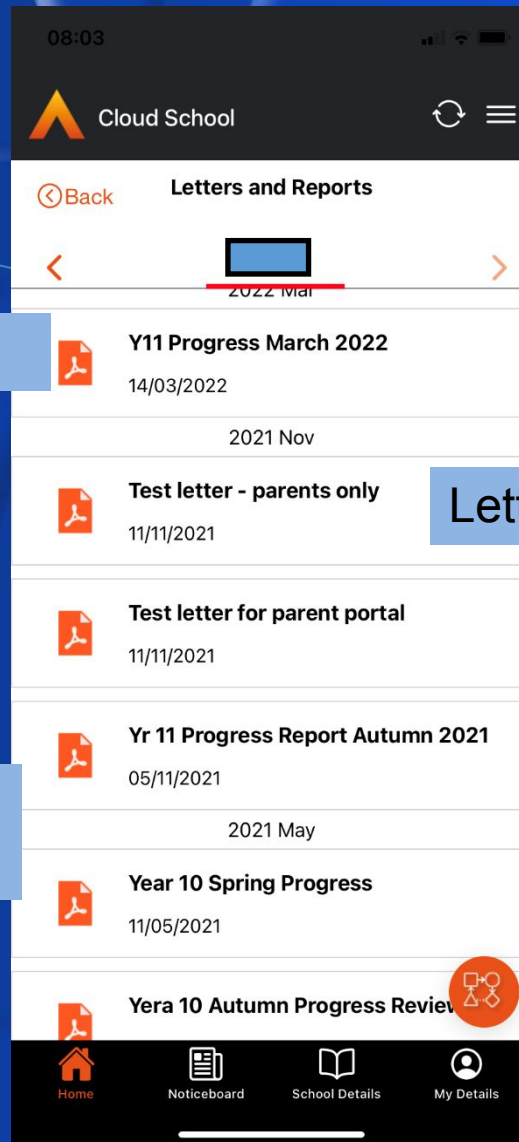 08:03
Cloud School
Back
Letters and Reports
2022 Mar
Y11 Progress March 2022
14/03/2022
2021 Nov
Test letter - parents only
Lett
11/11/2021
Test letter for parent portal
11/11/2021
Yr 11 Progress Report Autumn 2021
05/11/2021
2021 May
Year 10 Spring Progress
11/05/2021
Yera 10 Autumn Progress Review
Home
Noticeboard
School Details
My Details